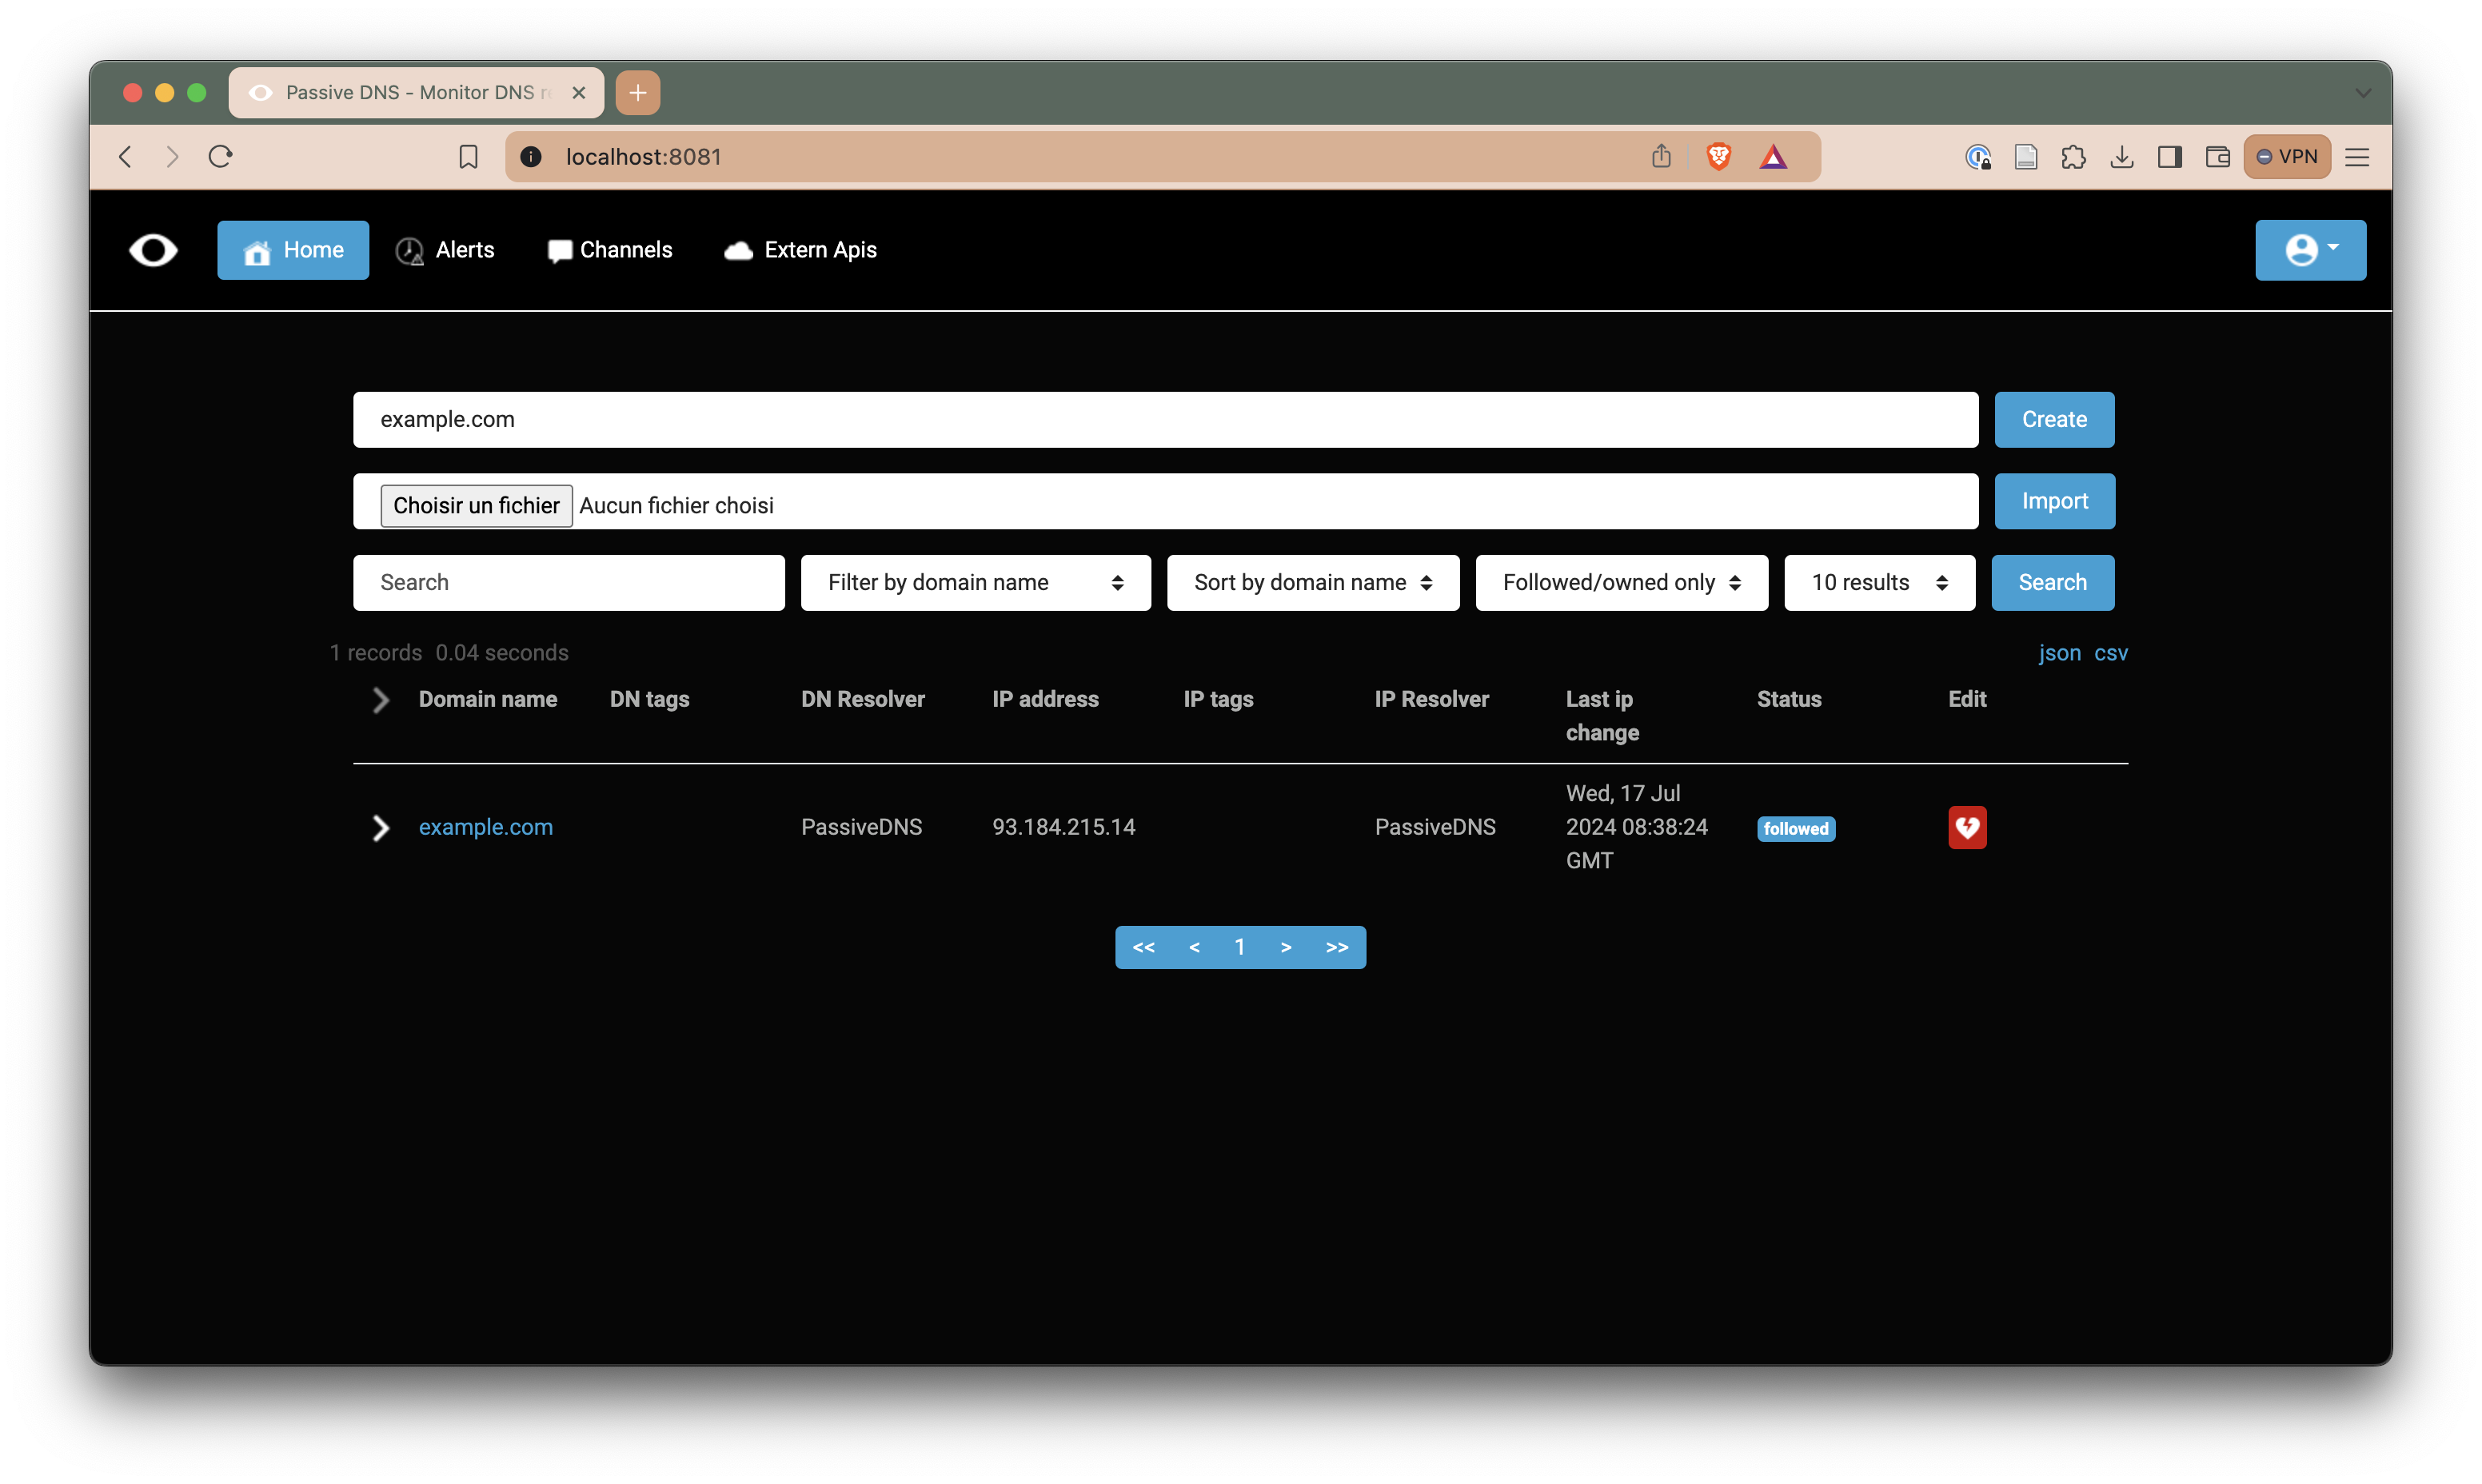 Passive DNS - Monitor DNS
localhost:8081
VPN
Home
Alerts
Channels
Extern Apis
example.com
Create
Choisir un fichier
Aucun fichier choisi
Import
Search
Filter by domain name
Sort by domain name
Followed/owned only
10 results
Search
1 records 0.04 seconds
json csv
Domain name
DN tags
DN Resolver
IP address
IP tags
IP Resolver
Last ip
change
Status
Edit
example.com
PassiveDNS
93.184.215.14
PassiveDNS
Wed, 17 Jul
2024 08:38:24
GMT
followed
<< < 1 > >>